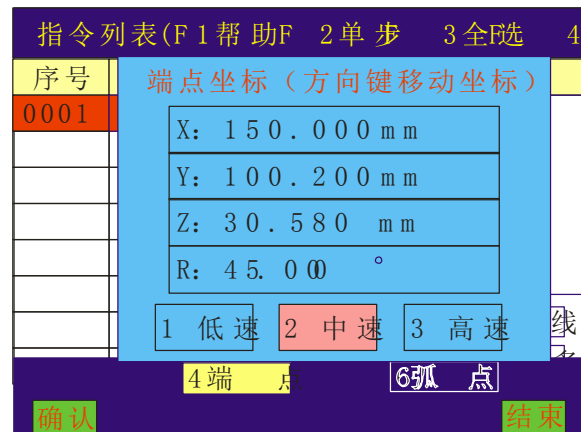 指令列表(F1帮助F 2单步F 3全选F 4
序号
端点坐标（方向键移动坐标）
0001
X: 150.000mm
Y: 100.200mm
Z: 30.580 mm
R: 45.00 °
1 低速 2 中速 3 高速
线
4端 点 6弧 点
确认 结束